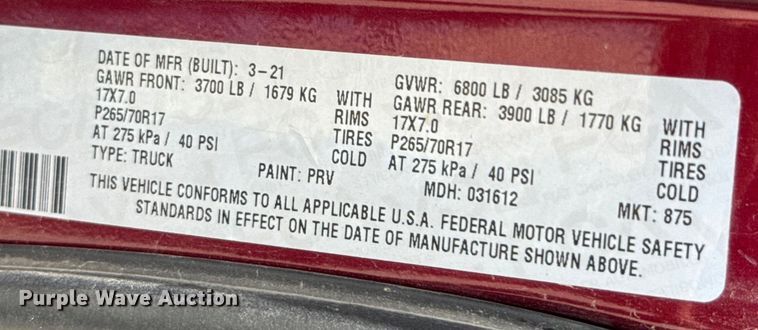 DATE OF MFR (BUILT): 3-21
GVWR: 6800 LB / 3085 KG
GAWR FRONT: 3700 LB / 1679 KG WITH
GAWR REAR: 3900 LB / 1770 KG WITH
17X7.0 RIMS
17X7.0 RIMS
P265/70R17 TIRES
P265/70R17 TIRES
AT 275 kPa / 40 PSI COLD
AT 275 kPa / 40 PSI COLD
TYPE: TRUCK
PAINT: PRV
MDH: 031612
MKT: 875
THIS VEHICLE CONFORMS TO ALL APPLICABLE U.S.A. FEDERAL MOTOR VEHICLE SAFETY
STANDARDS IN EFFECT ON THE DATE OF MANUFACTURE SHOWN ABOVE.
Purple Wave Auction